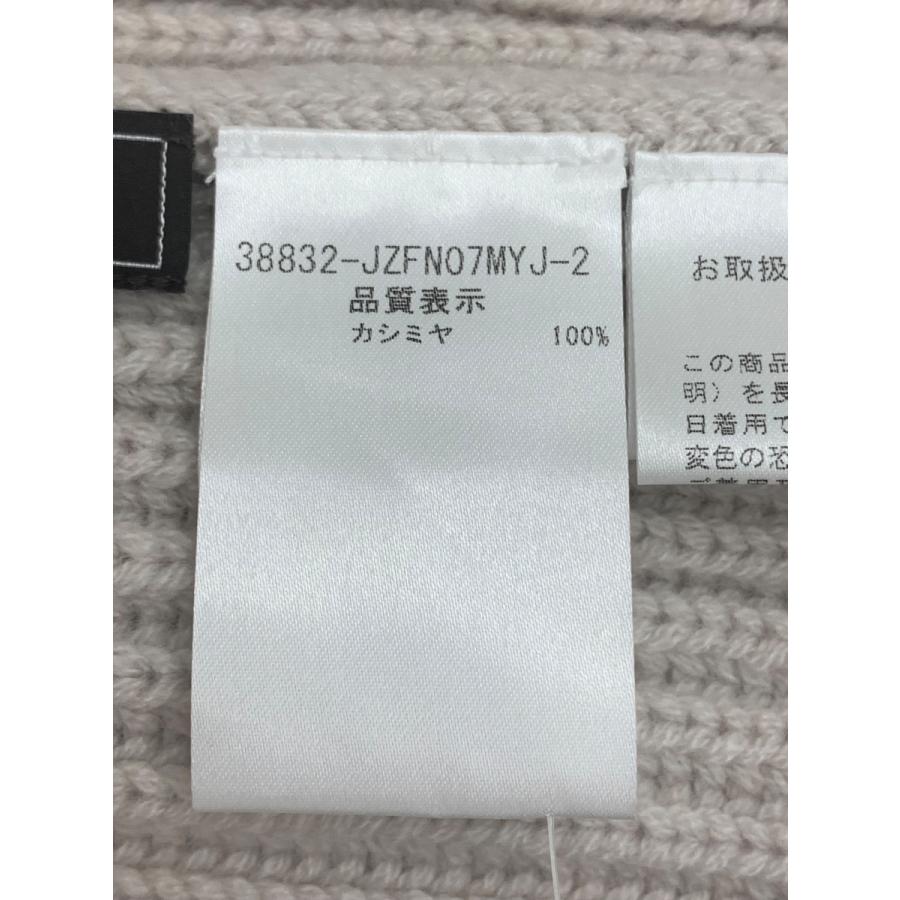 38832-JZFN07MYJ-2
品質表示
カシミヤ 100%
お取扱
この商品
明）を長
日着用で
変色の恐